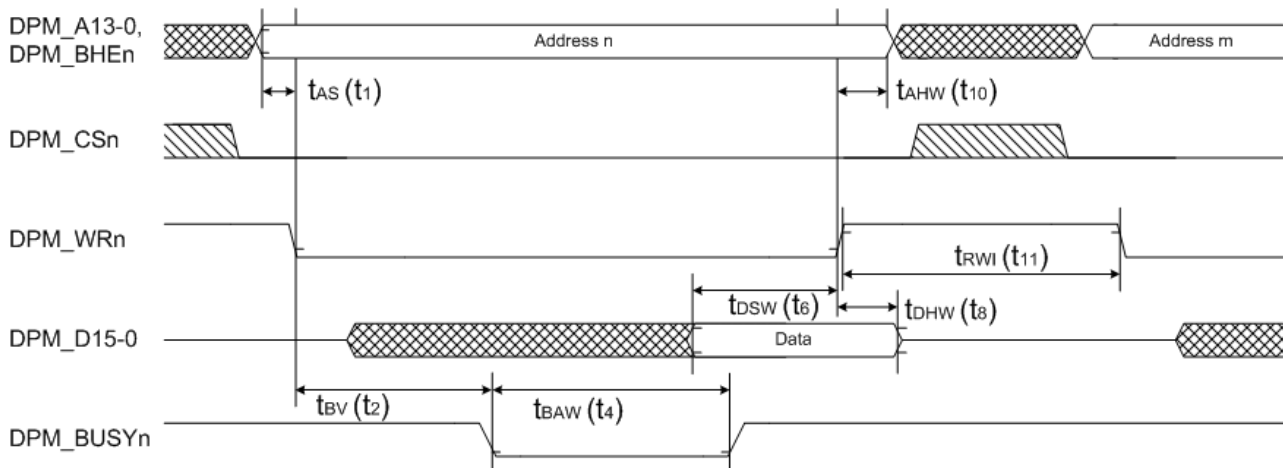 DPM_A13-0,
DPM_BHEn
Address n
Address m
tAS (t1)
tAHW (t10)
DPM_CSn
DPM_WRn
tRWI (t11)
tDSW (t6)
tDHW (t8)
DPM_D15-0
Data
tBV (t2)
tBAW (t4)
DPM_BUSYn